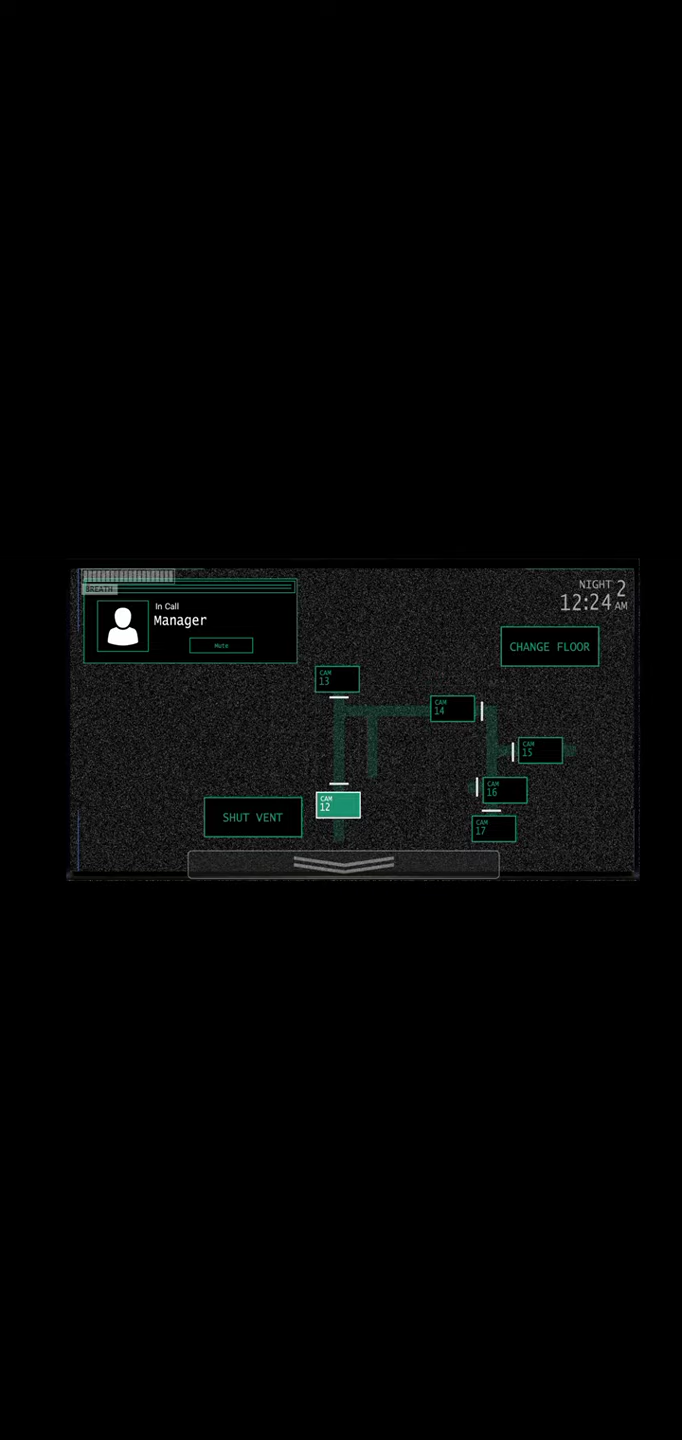 BREATH
In Call
Manager
Mute
NIGHT 2
12:24 AM
CHANGE FLOOR
CAM
13
CAM
14
CAM
15
CAM
16
CAM
12
CAM
17
SHUT VENT